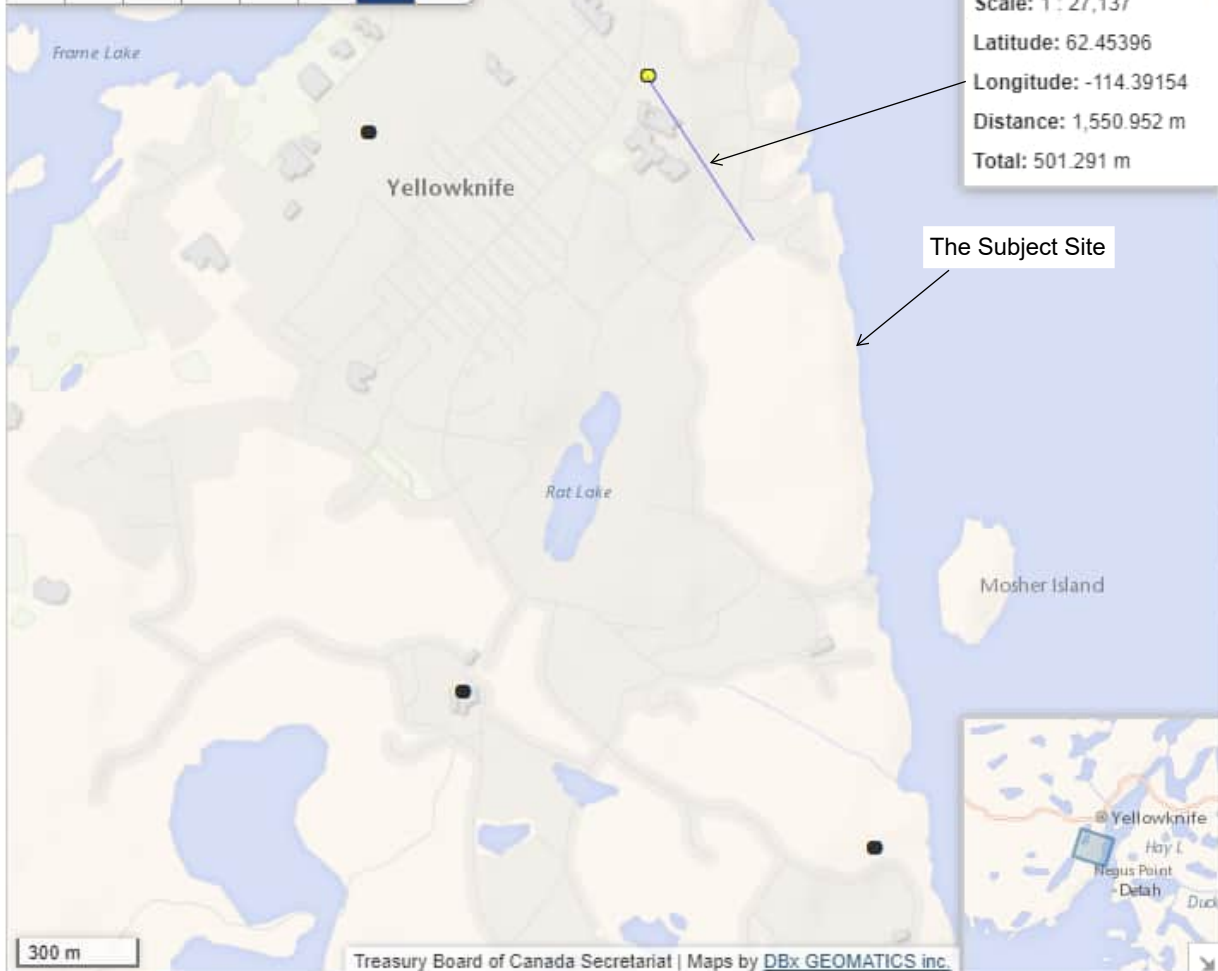 Scale: 1 : 27,137
Frame Lake
Latitude: 62.45396
Longitude: -114.39154
Distance: 1,550.952 m
Total: 501.291 m
Yellowknife
The Subject Site
Rat Lake
Mosher Island
Yellowknife
Hay L
Negus Point
Detah
300 m
Treasury Board of Canada Secretariat | Maps by DBx GEOMATICS inc.